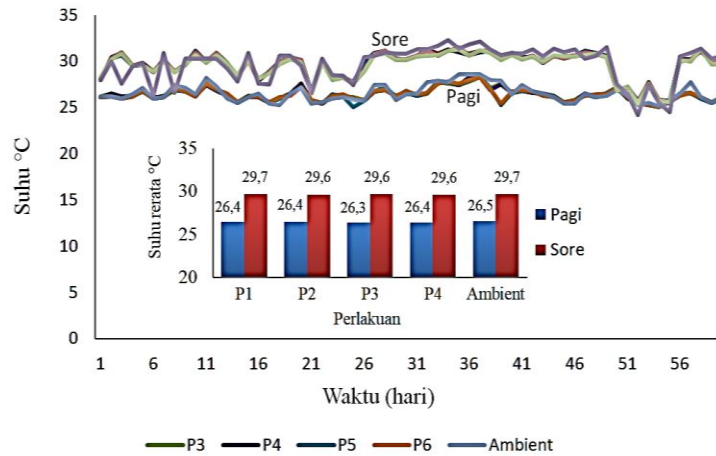 35
30
25
20
15
10
5
0
Suhu °C
Sore
Pagi
35
30
25
20
Suhu rerata °C
26,4 29,7 26,4 29,6 26,3 29,6 26,4 29,6 26,5 29,7
P1 P2 P3 P4 Ambient
Perlakuan
Pagi
Sore
1 6 11 16 21 26 31 36 41 46 51 56
Waktu (hari)
P3 P4 P5 P6 Ambient